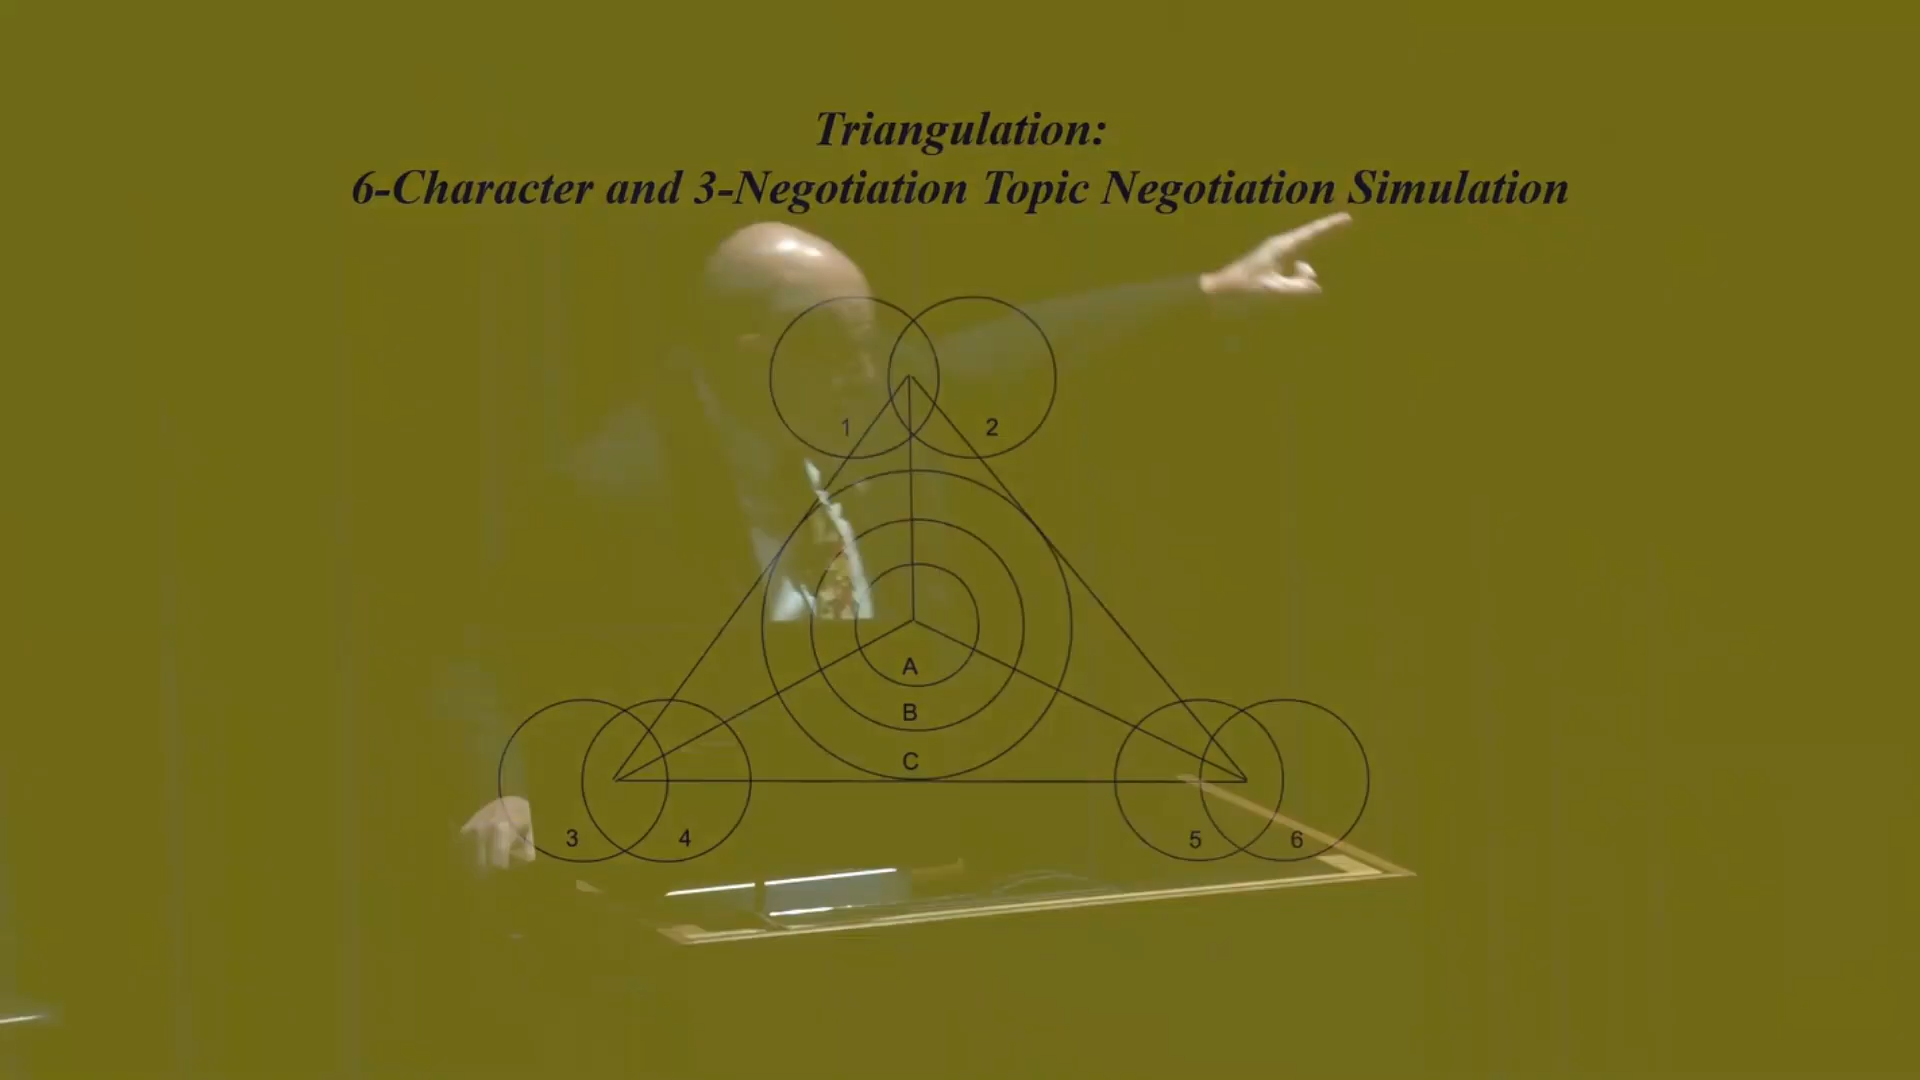 Triangulation:
6-Character and 3-Negotiation Topic Negotiation Simulation
1
2
A
B
C
3
4
5
6